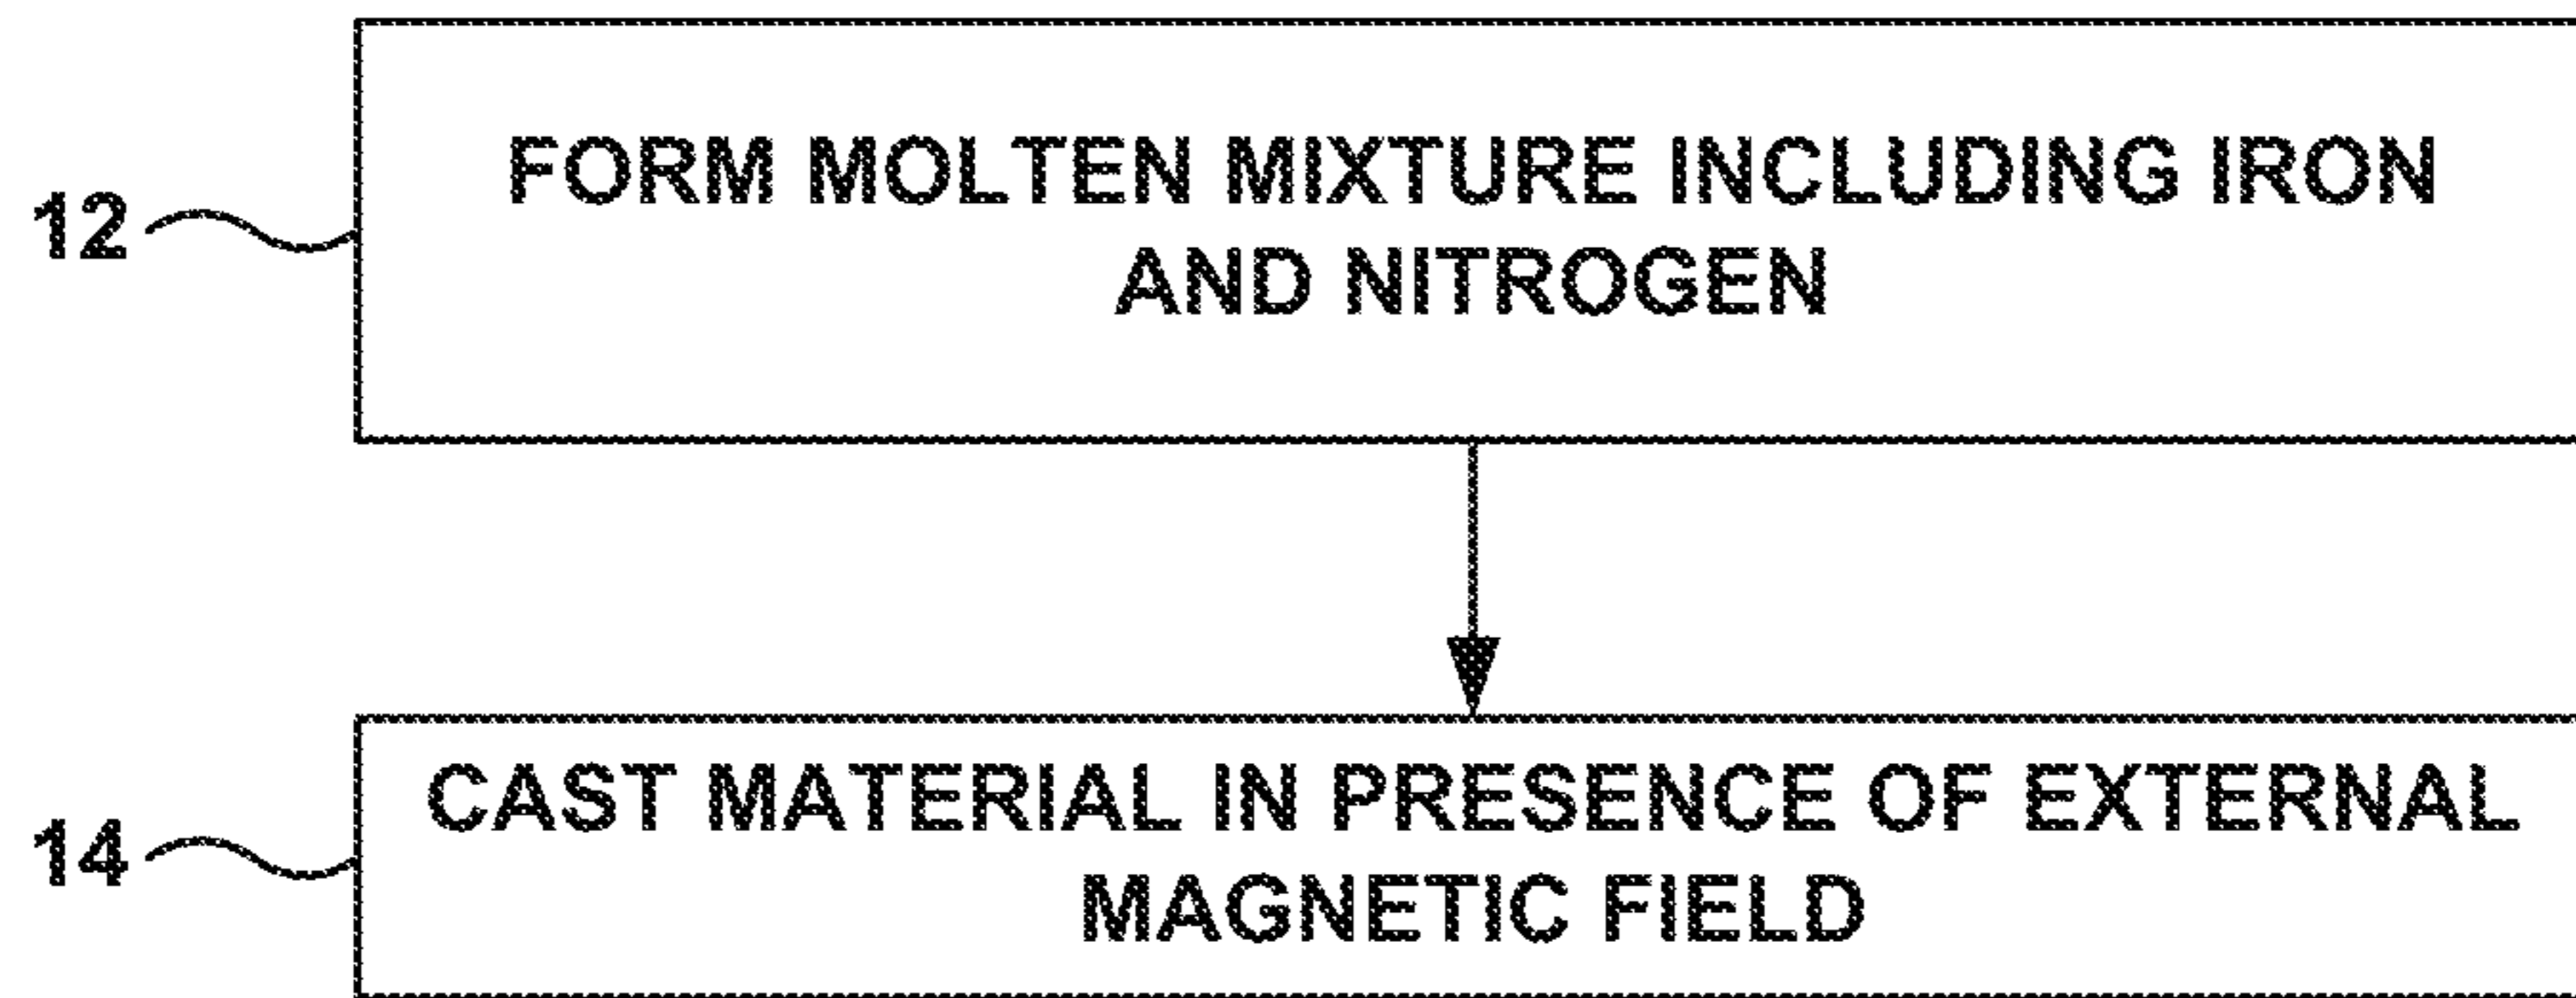 12
FORM MOLTEN MIXTURE INCLUDING IRON
AND NITROGEN
14
CAST MATERIAL IN PRESENCE OF EXTERNAL
MAGNETIC FIELD